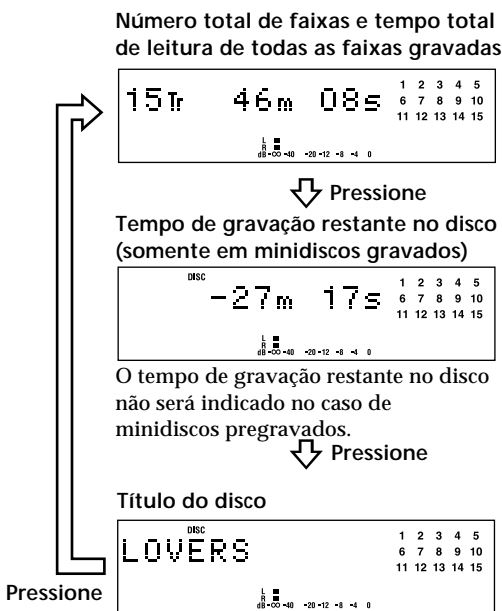 Número total de faixas e tempo total
de leitura de todas as faixas gravadas
15Tr 46m 08s
1 2 3 4 5
6 7 8 9 10
11 12 13 14 15
L
R
dB -∞ -40 -20 -12 -8 -4 0
Pressione
Tempo de gravação restante no disco
(somente em minidiscos gravados)
DISC
-27m 17s
1 2 3 4 5
6 7 8 9 10
11 12 13 14 15
L
R
dB -∞ -40 -20 -12 -8 -4 0
O tempo de gravação restante no disco
não será indicado no caso de
minidiscos pregravados.
Pressione
Título do disco
DISC
LOVERS
1 2 3 4 5
6 7 8 9 10
11 12 13 14 15
Pressione
L
R
dB -∞ -40 -20 -12 -8 -4 0